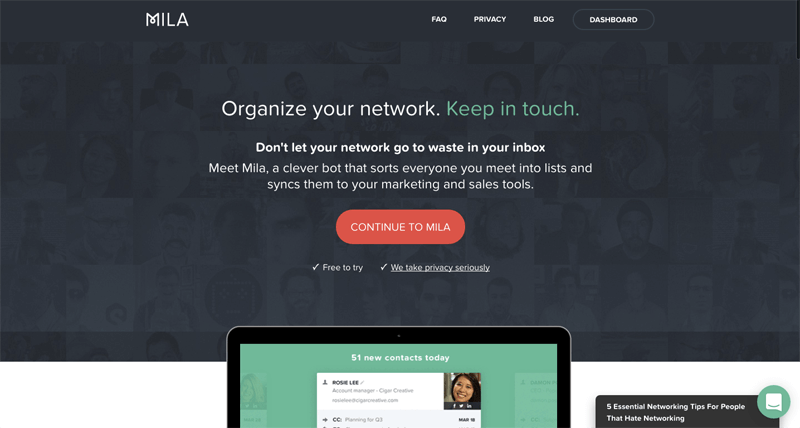 MILA
FAQ
PRIVACY
BLOG
DASHBOARD
Organize your network. Keep in touch.
Don't let your network go to waste in your inbox
Meet Mila, a clever bot that sorts everyone you meet into lists and
syncs them to your marketing and sales tools.
CONTINUE TO MILA
✓ Free to try
✓ We take privacy seriously
51 new contacts today
ROSIE LEE
Account manager - Cigar Creative
rosielee@cigarcreative.com
CC: Planning for Q3
MAR 18
5 Essential Networking Tips For People
That Hate Networking